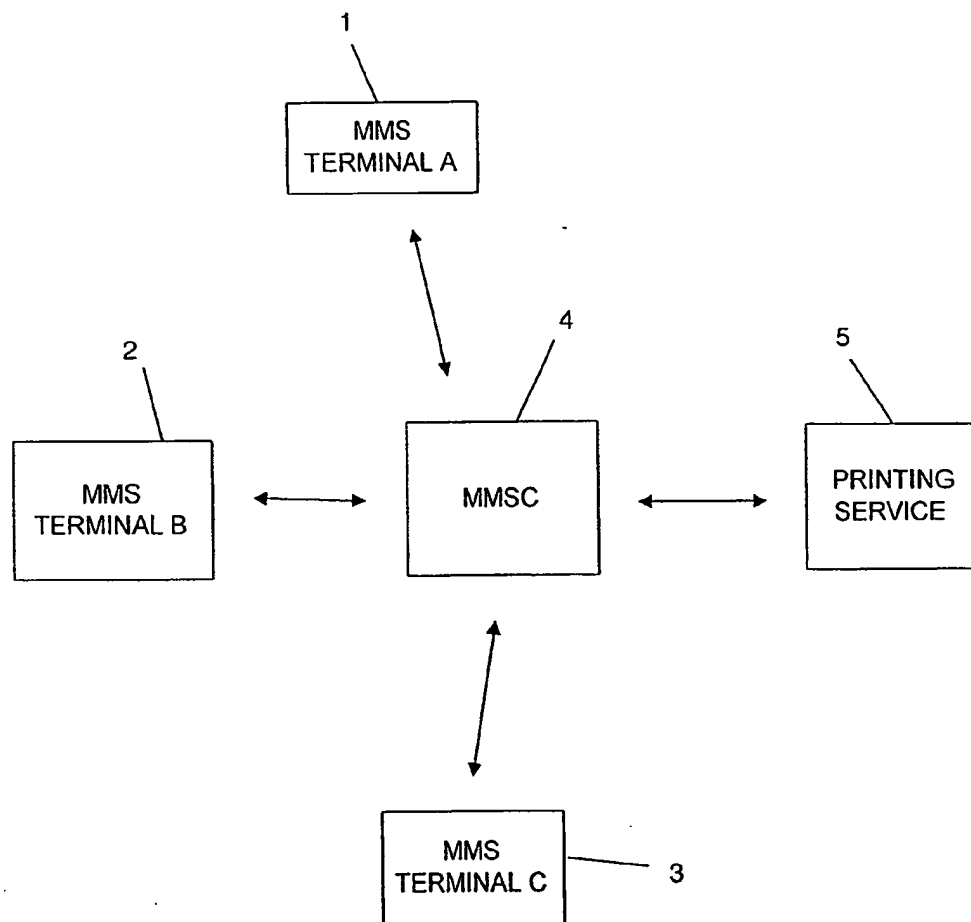 1
MMS
TERMINAL A
4
5
2
MMS
TERMINAL B
MMSC
PRINTING
SERVICE
MMS
TERMINAL C
3